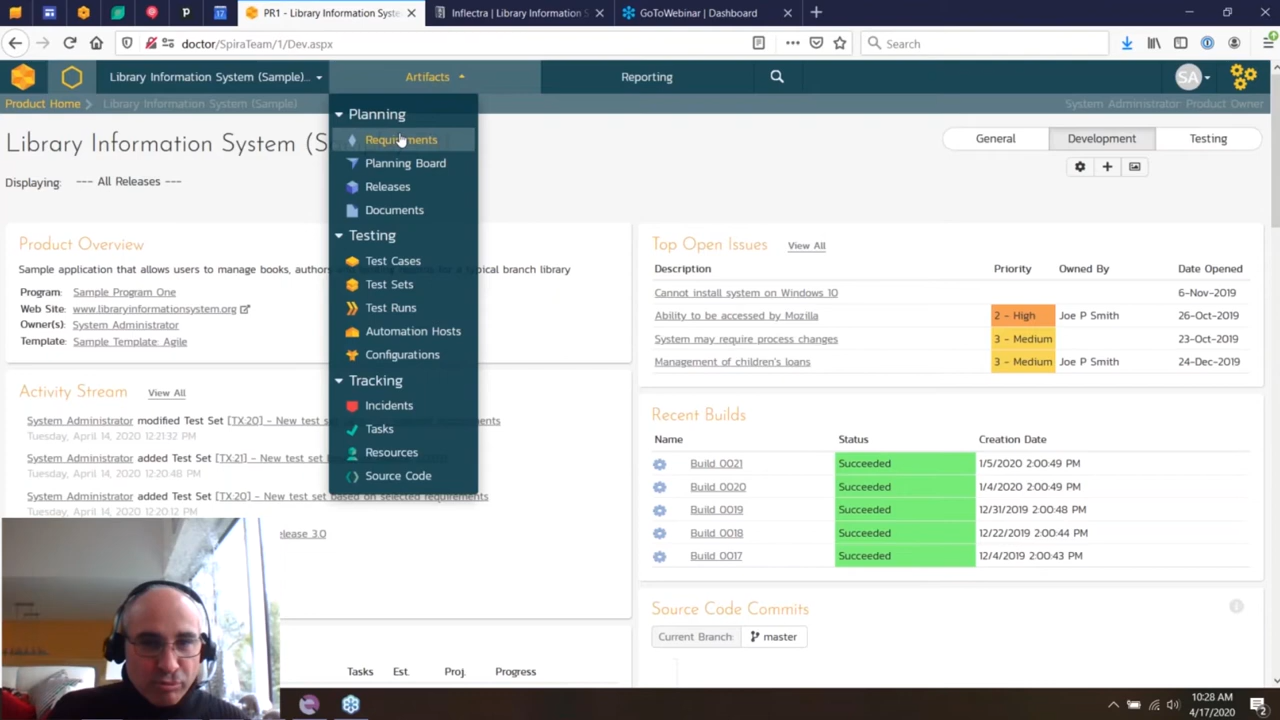 PR1 - Library Information Syste
Inflectra | Library Information S
GoToWebinar | Dashboard
doctor/SpiraTeam/1/Dev.aspx
Search
Library Information System (Sample)...
Artifacts
Reporting
SA
Product Home
Library Information System (Sample)
System Administrator: Product Owner
Library Information System (S
General
Development
Testing
Displaying:
--- All Releases ---
Planning
Requirements
Planning Board
Releases
Documents
Testing
Test Cases
Test Sets
Test Runs
Automation Hosts
Configurations
Tracking
Incidents
Tasks
Resources
Source Code
Product Overview
Sample application that allows users to manage books, authors and for a typical branch library
Program: Sample Program One
Web Site: www.libraryinformationsystem.org
Owner(s): System Administrator
Template: Sample Template Agile
Activity Stream
View All
System Administrator modified Test Set [TX:20] - New test set based on selected requirements
Tuesday, April 14, 2020 12:21:32 PM
System Administrator added Test Set [TX:21] - New test set
Tuesday, April 14, 2020 12:20:48 PM
System Administrator added Test Set [TX:20] - New test set based on selected requirements
Tuesday, April 14, 2020 12:20:12 PM
elease 3.0
Tasks Est. Proj. Progress
Top Open Issues
View All
Description Priority Owned By Date Opened
Cannot install system on Windows 10 6-Nov-2019
Ability to be accessed by Mozilla 2 - High Joe P Smith 26-Oct-2019
System may require process changes 3 - Medium 23-Oct-2019
Management of children's loans 3 - Medium Joe P Smith 24-Dec-2019
Recent Builds
Name Status Creation Date
Build 0021 Succeeded 1/5/2020 2:00:49 PM
Build 0020 Succeeded 1/4/2020 2:00:49 PM
Build 0019 Succeeded 12/31/2019 2:00:48 PM
Build 0018 Succeeded 12/22/2019 2:00:44 PM
Build 0017 Succeeded 12/4/2019 2:00:43 PM
Source Code Commits
Current Branch: master
10:28 AM
4/17/2020
2